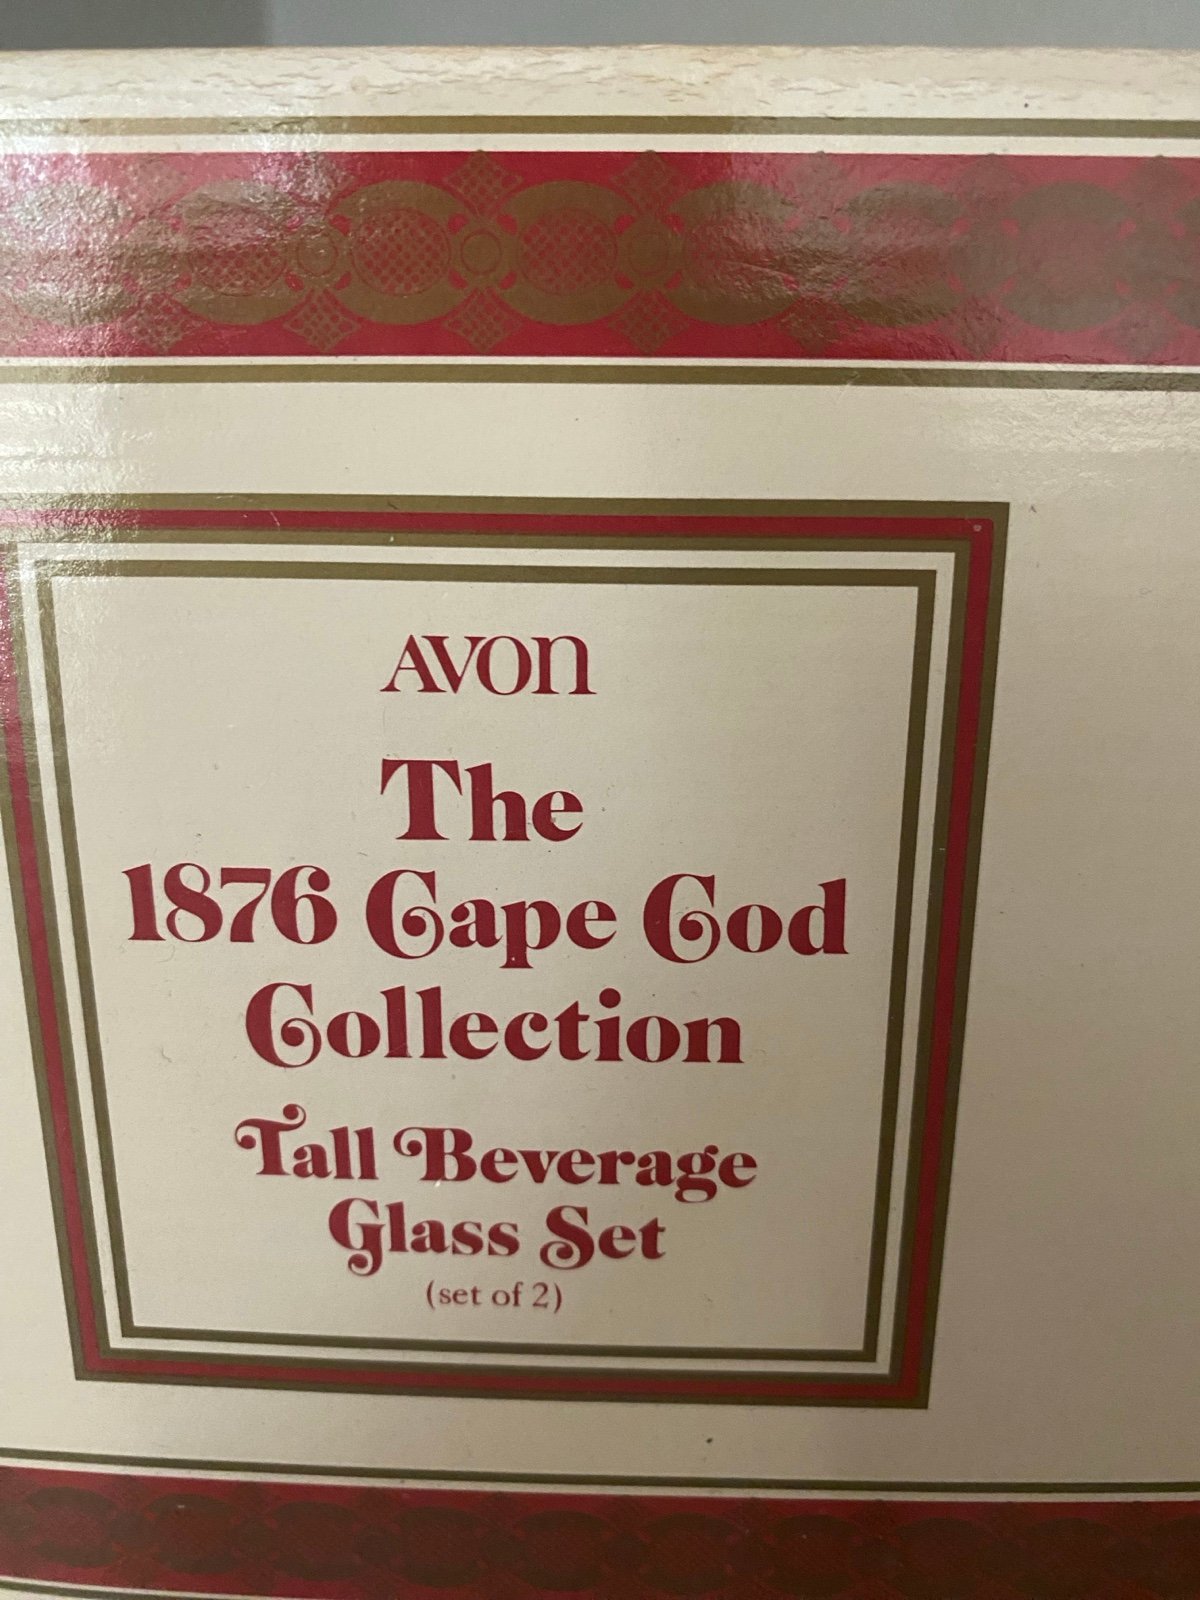 AVON
The
1876 Cape Cod
Collection
Tall Beverage
Glass Set
(set of 2)